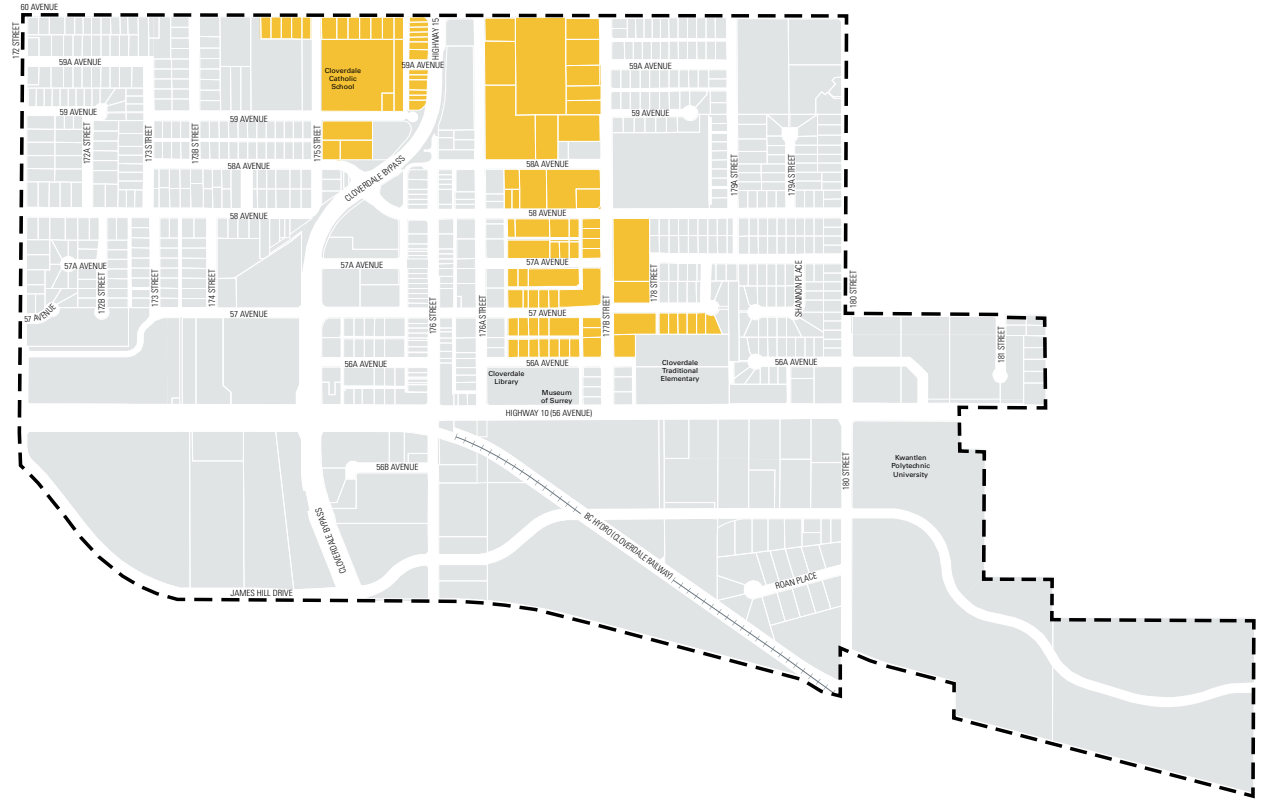 60 AVENUE
172 STREET
HIGHWAY 15
59A AVENUE
59A AVENUE
59A AVENUE
Cloverdale
Catholic
School
59 AVENUE
59 AVENUE
59 AVENUE
172A STREET
173 STREET
173B STREET
175 STREET
179A STREET
179A STREET
58A AVENUE
58A AVENUE
CLOVERDALE BYPASS
58 AVENUE
58 AVENUE
57A AVENUE
57A AVENUE
57A AVENUE
172B STREET
173 STREET
174 STREET
176 STREET
176A STREET
177B STREET
178 STREET
SHANNON PLACE
180 STREET
57 AVENUE
57 AVENUE
57 AVENUE
181 STREET
56A AVENUE
56A AVENUE
56A AVENUE
Cloverdale
Library
Cloverdale
Traditional
Elementary
Museum
of Surrey
HIGHWAY 10 (56 AVENUE)
56B AVENUE
180 STREET
Kwantlen
Polytechnic
University
CLOVERDALE BYPASS
BC HYDRO (CLOVERDALE RAILWAY)
ROAN PLACE
JAMES HILL DRIVE